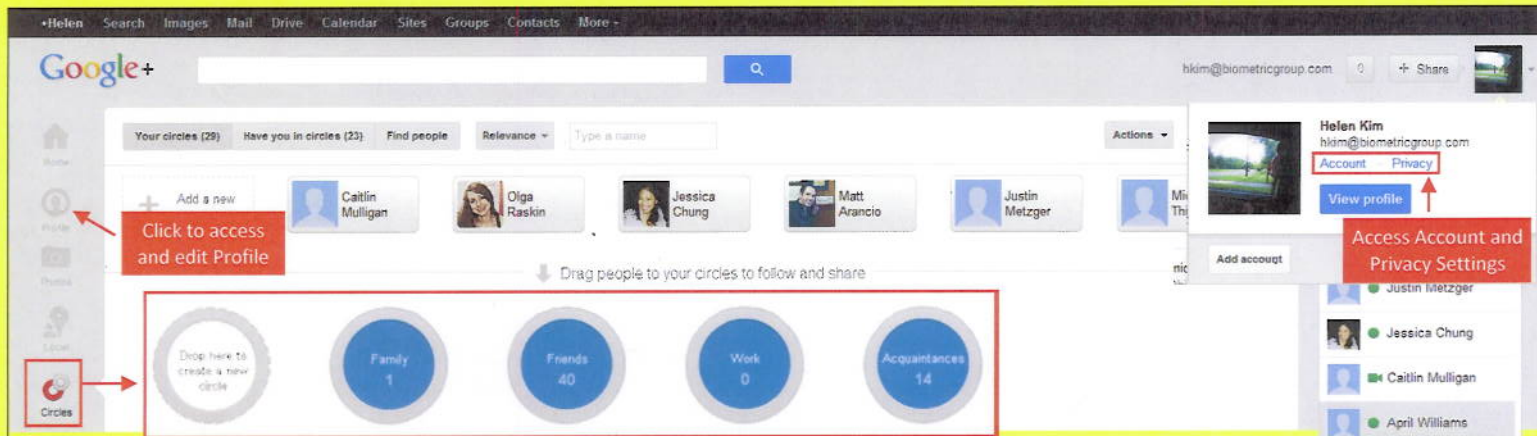 •Helen Search Images Mail Drive Calendar Sites Groups Contacts More
Google+
hkim@biometricgroup.com 0 + Share
Your circles (29) Have you in circles (23) Find people Relevance Type a name Actions
Helen Kim
hkim@biometricgroup.com
Account Privacy
View profile
Add account
Access Account and
Privacy Settings
Home
Profile
Click to access
and edit Profile
Photos
Local
Circles
+ Add a new
Caitlin
Mulligan
Olga
Raskin
Jessica
Chung
Matt
Arancio
Justin
Metzger
Drag people to your circles to follow and share
Drop here to
create a new
circle
Family
1
Friends
40
Work
0
Acquaintances
14
Justin Metzger
Jessica Chung
Caitlin Mulligan
April Williams